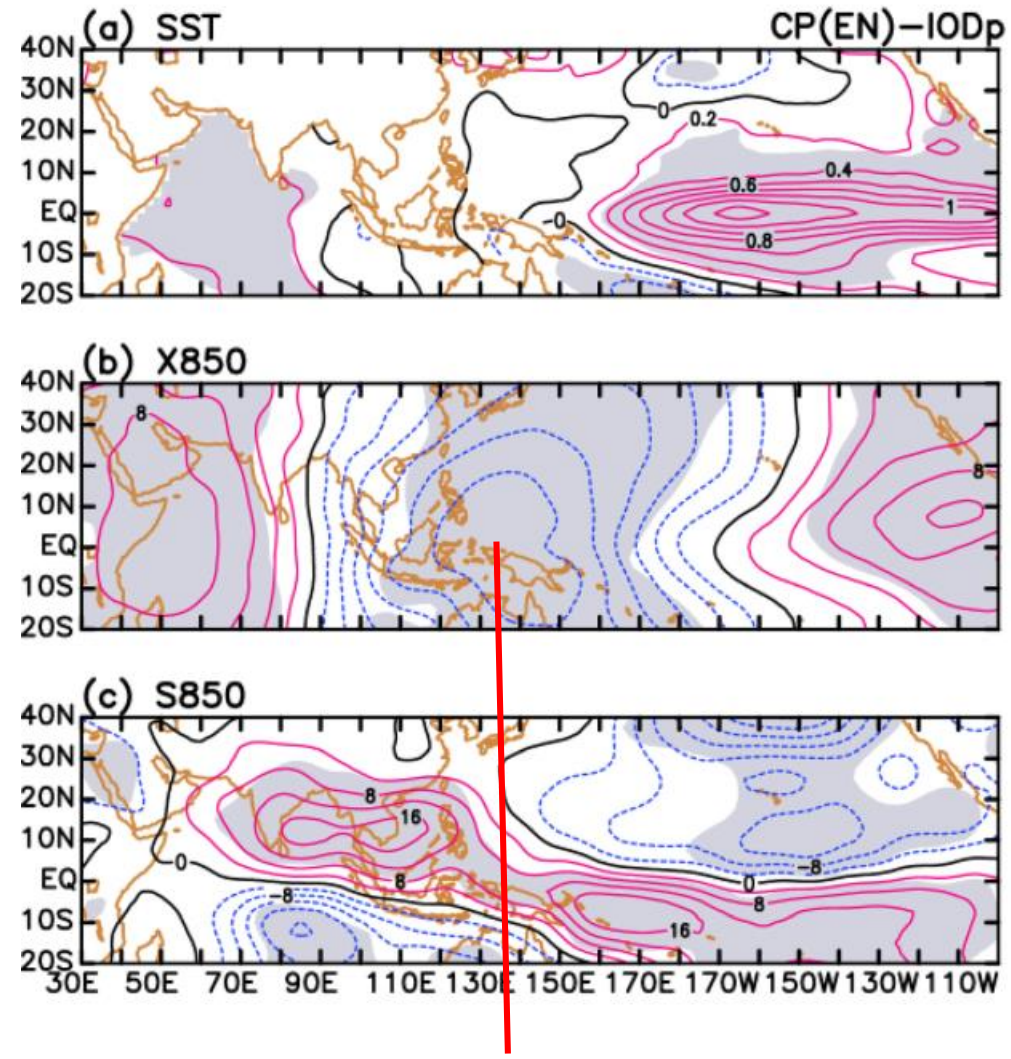 (a) SST CP(EN)-IODp
40N
30N
0
0.2
20N
10N
0.4
0.6
EQ
0
1
10S
0.8
20S
(b) X850
40N
8
30N
20N
8
10N
EQ
10S
20S
(c) S850
40N
30N
20N
8
16
10N
0
-8
EQ
8
0
-8
8
10S
16
20S
30E 50E 70E 90E 110E 130E 150E 170E 170W 150W 130W 110W